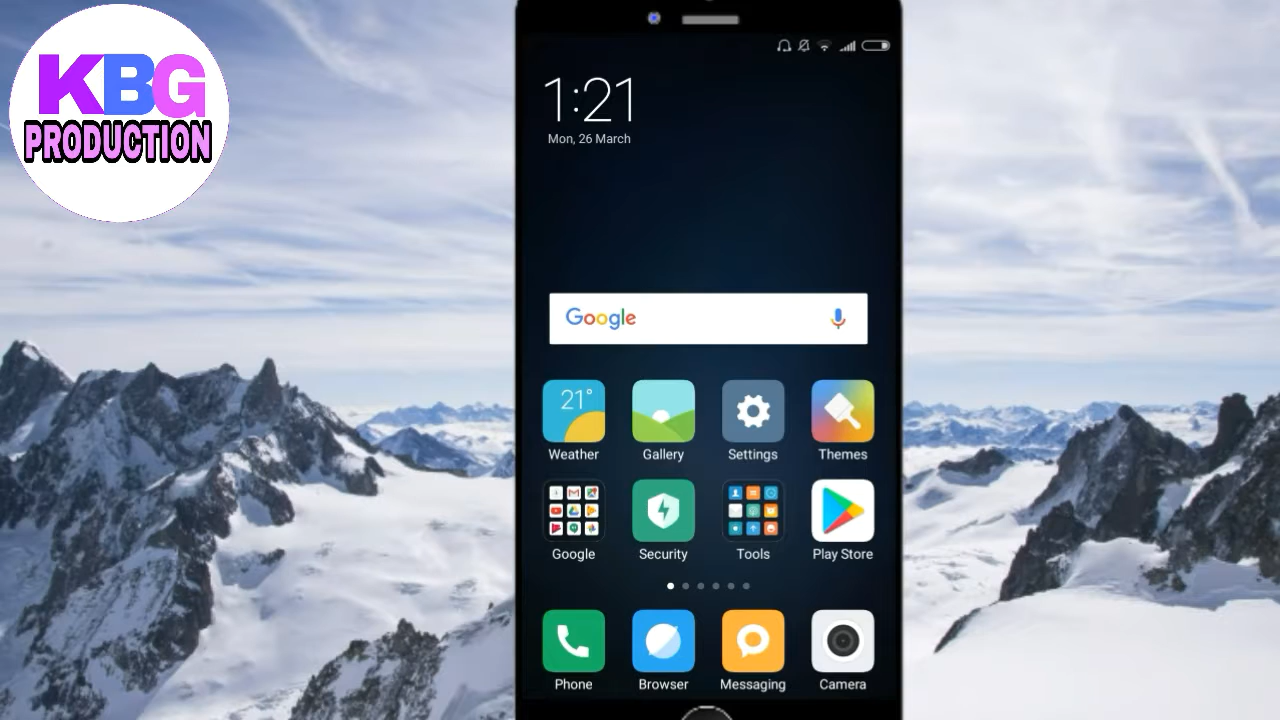 KBG
PRODUCTION
1:21
Mon, 26 March
Google
21°
Weather
Gallery
Settings
Themes
Google
Security
Tools
Play Store
Phone
Browser
Messaging
Camera